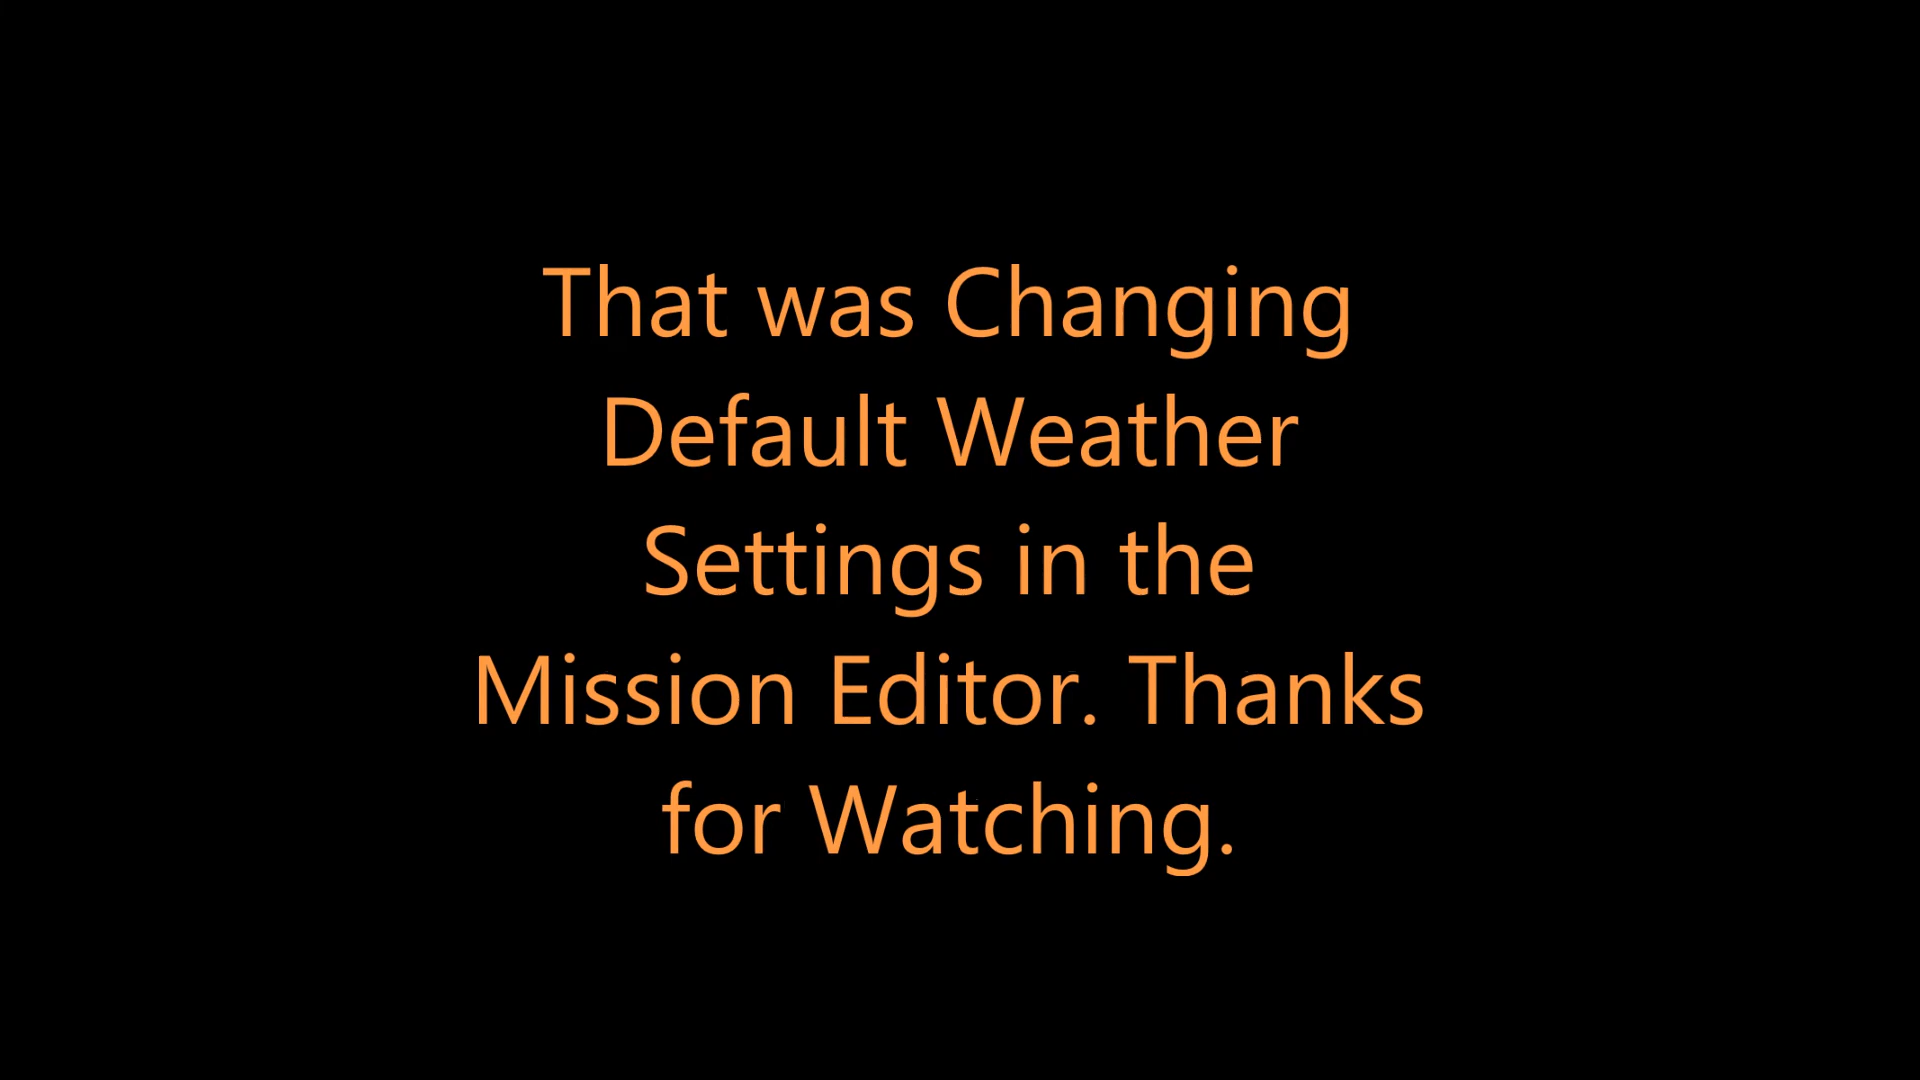 That was Changing
Default Weather
Settings in the
Mission Editor. Thanks
for Watching.